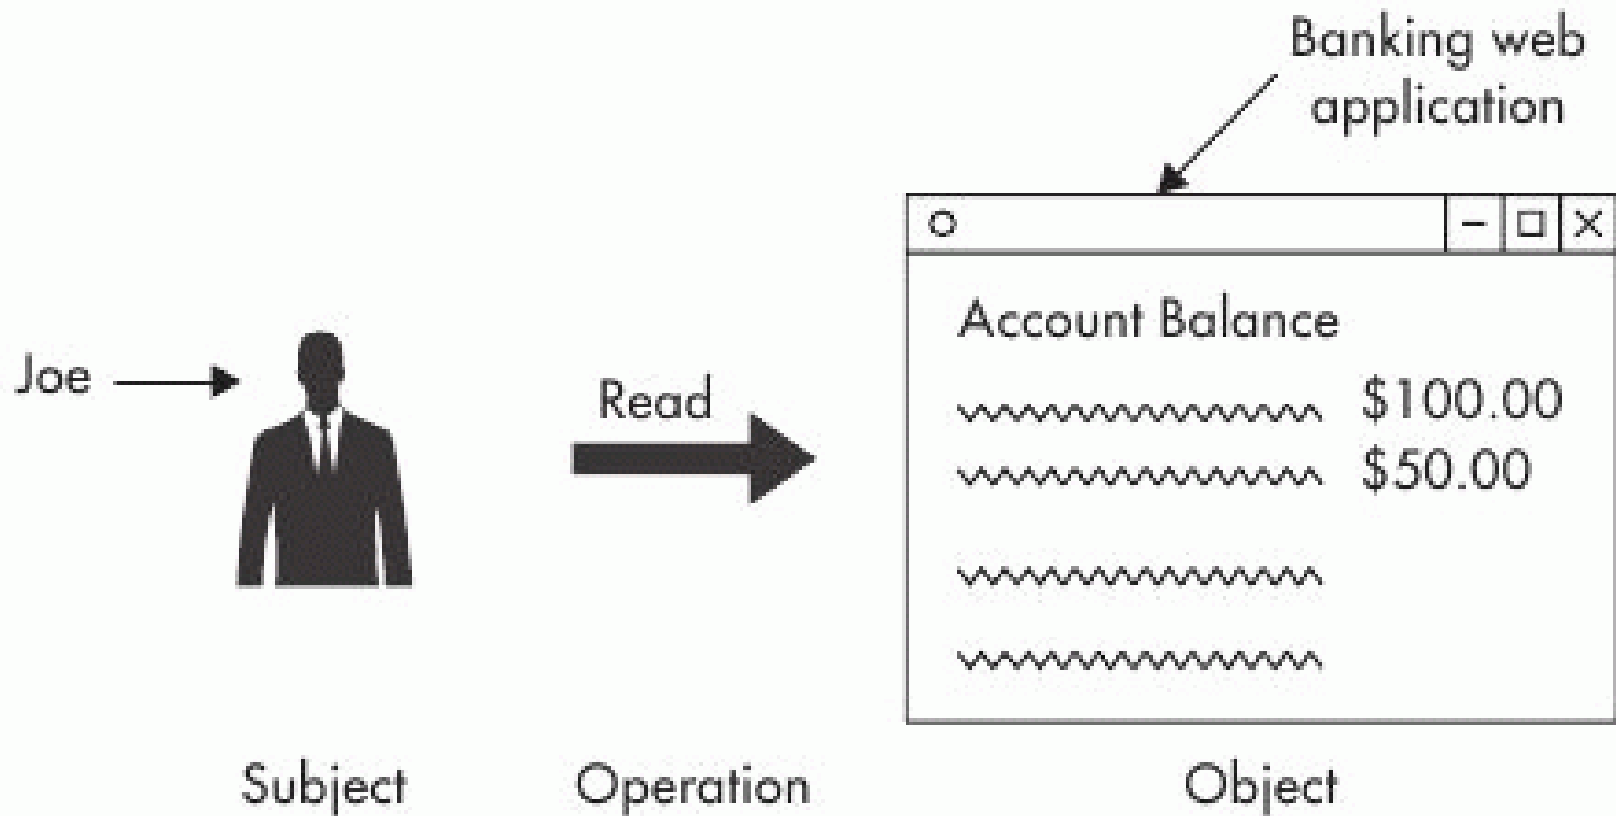 Banking web
application
Account Balance
Joe
Read
$100.00
$50.00
Subject
Operation
Object